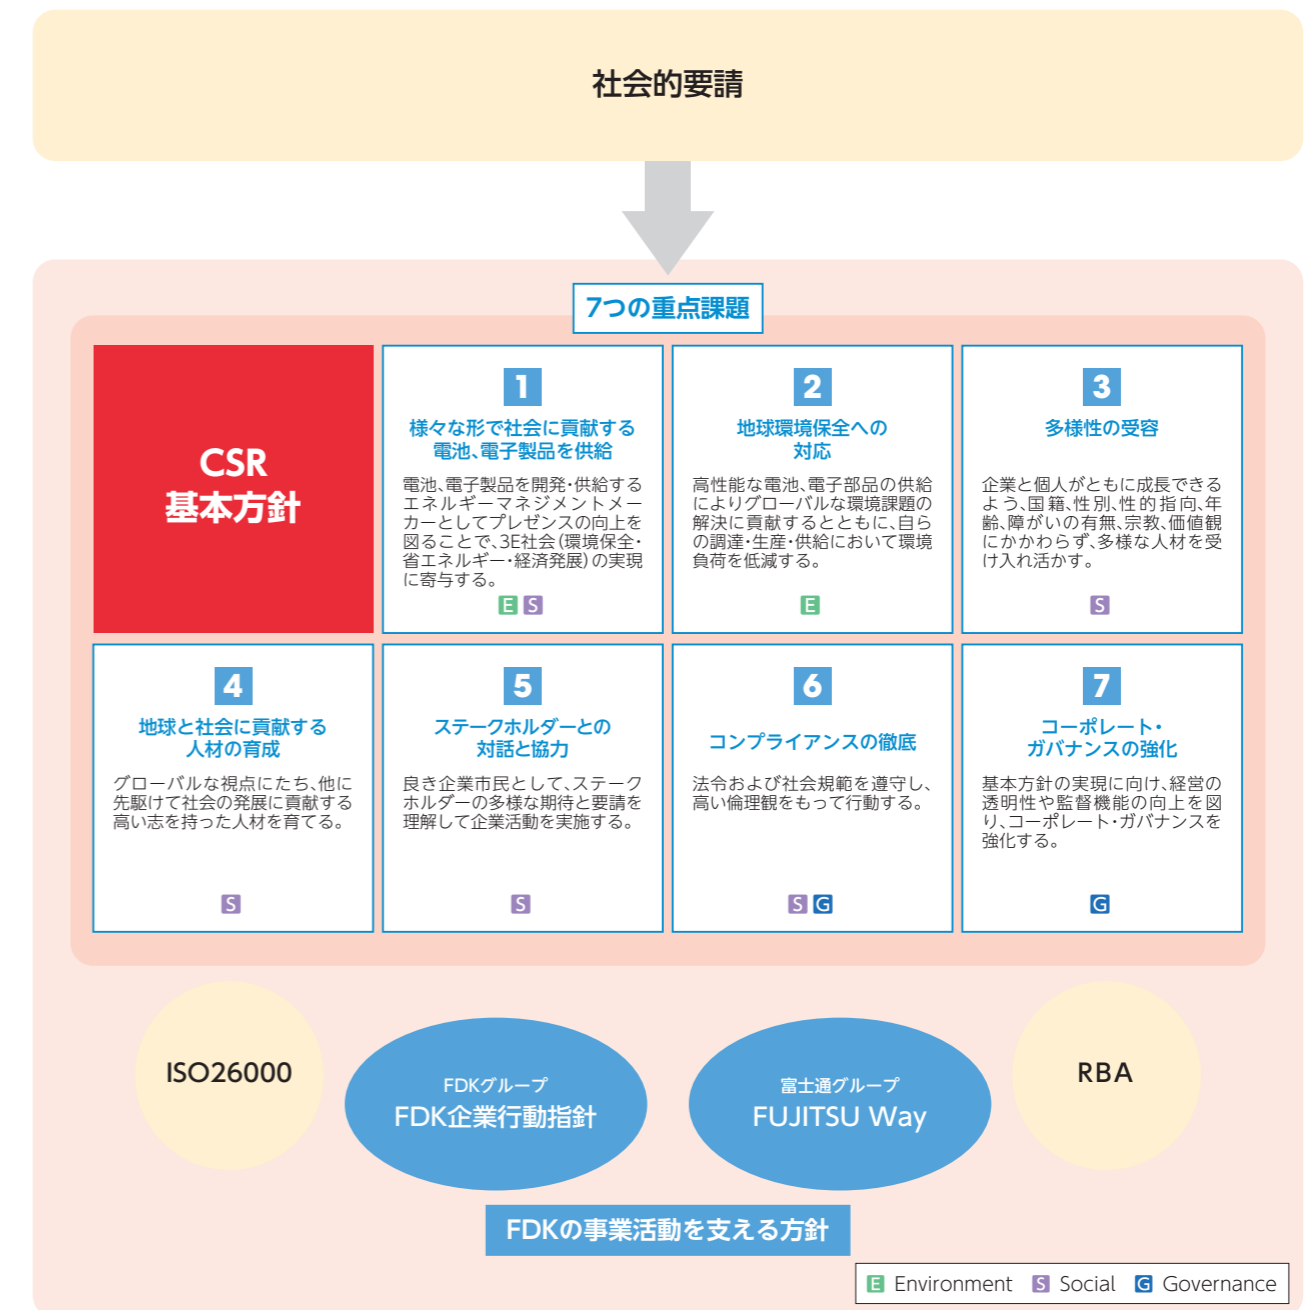 社会的要請
7つの重点課題
CSR
基本方針
1
様々な形で社会に貢献する
電池、電子製品を供給
電池、電子製品を開発・供給する
エネルギーマネジメントメー
カーとしてプレゼンスの向上を
図ることで、3E社会(環境保全・
省エネルギー・経済発展)の実現
に寄与する。
E S
2
地球環境保全への
対応
高性能な電池、電子部品の供給
によりグローバルな環境課題の
解決に貢献するとともに、自ら
の調達・生産・供給において環境
負荷を低減する。
E
3
多様性の受容
企業と個人がともに成長できる
よう、国籍、性別、性的指向、年
齢、障がいの有無、宗教、価値観
にかかわらず、多様な人材を受
け入れ活かす。
S
4
地球と社会に貢献する
人材の育成
グローバルな視点にたち、他に
先駆けて社会の発展に貢献する
高い志を持った人材を育てる。
S
5
ステークホルダーとの
対話と協力
良き企業市民として、ステーク
ホルダーの多様な期待と要請を
理解して企業活動を実施する。
S
6
コンプライアンスの徹底
法令および社会規範を遵守し、
高い倫理観をもって行動する。
S G
7
コーポレート・
ガバナンスの強化
基本方針の実現に向け、経営の
透明性や監督機能の向上を図
り、コーポレート・ガバナンスを
強化する。
G
ISO26000
FDKグループ
FDK企業行動指針
富士通グループ
FUJITSU Way
RBA
FDKの事業活動を支える方針
E Environment S Social G Governance